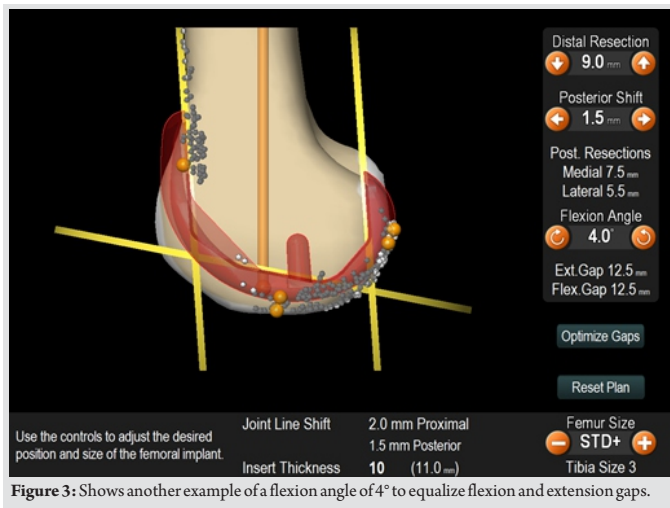 Distal Resection
9.0 mm
Posterior Shift
1.5 mm
Post. Resections
Medial 7.5 mm
Lateral 5.5 mm
Flexion Angle
4.0°
Ext.Gap 12.5 mm
Flex.Gap 12.5 mm
Optimize Gaps
Reset Plan
Use the controls to adjust the desired
position and size of the femoral implant.
Joint Line Shift 2.0 mm Proximal
1.5 mm Posterior
Insert Thickness 10 (11.0 mm)
Femur Size
STD+
Tibia Size 3
Figure 3: Shows another example of a flexion angle of 4° to equalize flexion and extension gaps.